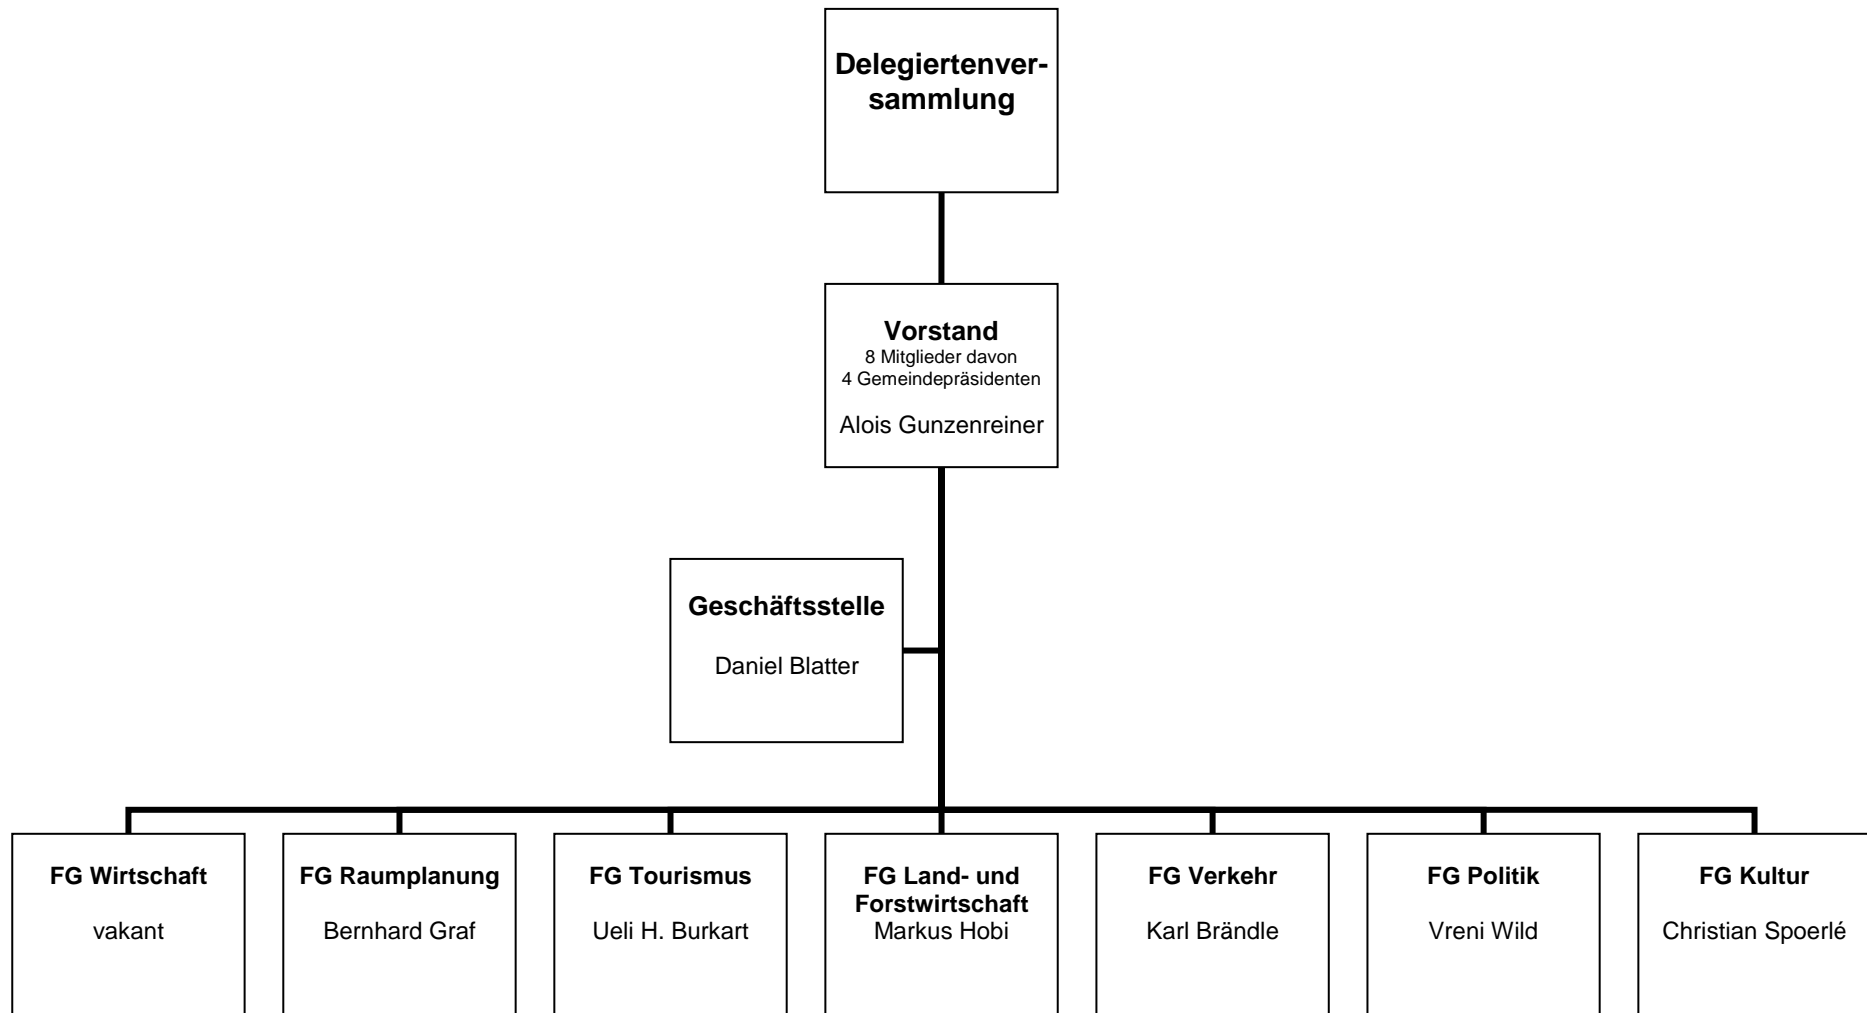 Delegiertenver-
sammlung
Vorstand
8 Mitglieder davon
4 Gemeindepräsidenten
Alois Gunzenreiner
Geschäftsstelle
Daniel Blatter
FG Wirtschaft
vakant
FG Raumplanung
Bernhard Graf
FG Tourismus
Ueli H. Burkart
FG Land- und
Forstwirtschaft
Markus Hobi
FG Verkehr
Karl Brändle
FG Politik
Vreni Wild
FG Kultur
Christian Spoerlé